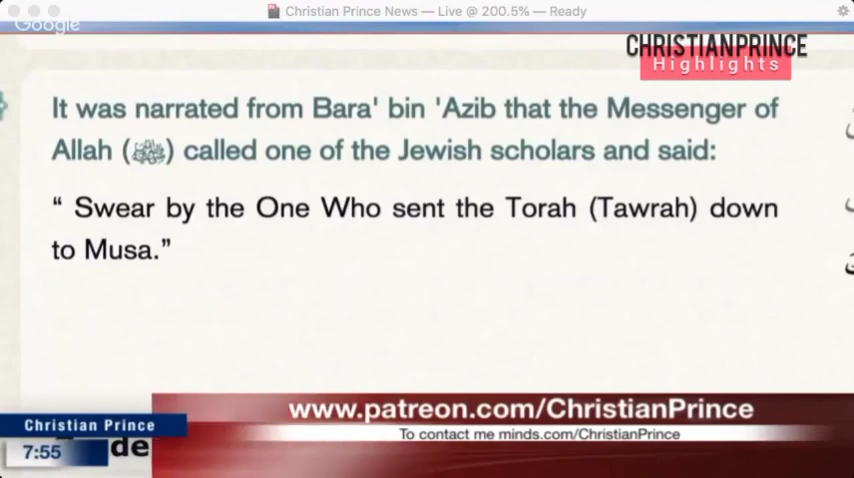 Christian Prince News — Live @ 200.5% — Ready
Google
CHRISTIANPRINCE
Highlights
It was narrated from Bara' bin 'Azib that the Messenger of
Allah (ﷺ) called one of the Jewish scholars and said:
“ Swear by the One Who sent the Torah (Tawrah) down
to Musa.”
www.patreon.com/ChristianPrince
To contact me minds.com/ChristianPrince
Christian Prince
7:55
de